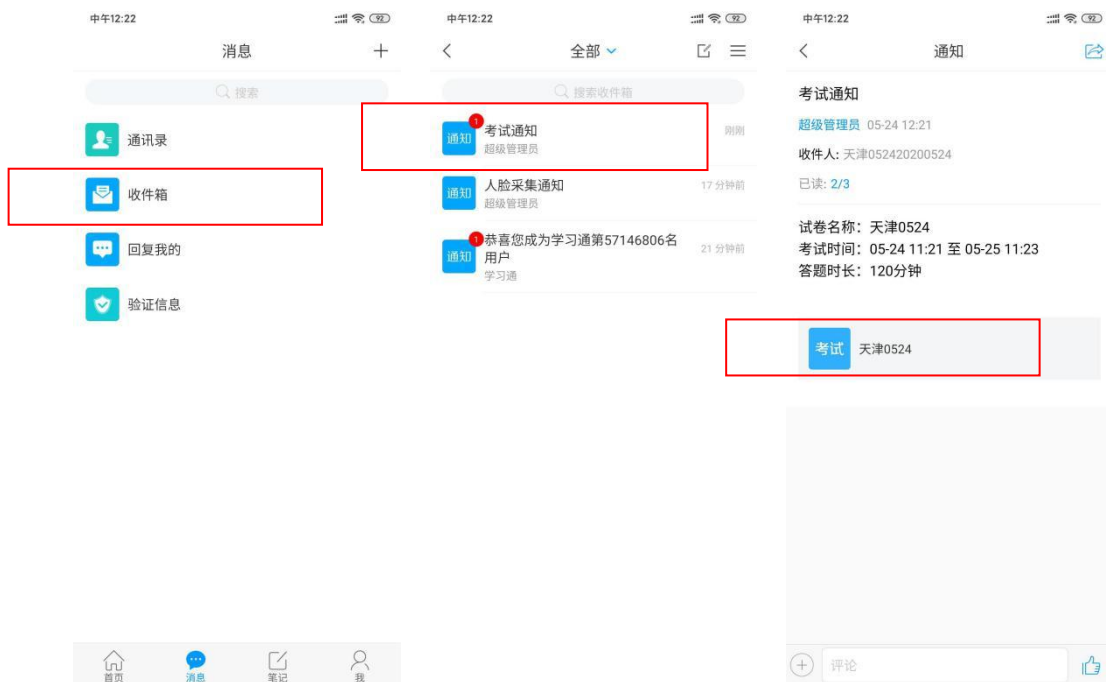 中午12:22
92
消息
搜索
通讯录
收件箱
回复我的
验证信息
首页
消息
笔记
我
中午12:22
92
全部
搜索收件箱
通知
1
考试通知
刚刚
超级管理员
通知
人脸采集通知
17 分钟前
超级管理员
通知
1
恭喜您成为学习通第57146806名
用户
21 分钟前
学习通
中午12:22
92
通知
考试通知
超级管理员 05-24 12:21
收件人: 天津052420200524
已读: 2/3
试卷名称：天津0524
考试时间：05-24 11:21 至 05-25 11:23
答题时长：120分钟
考试
天津0524
评论